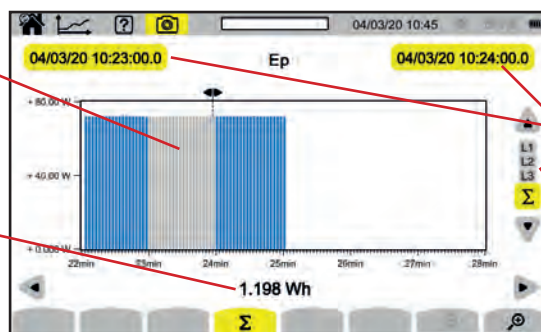 ? 04/03/20 10:45
04/03/20 10:23:00.0 Ep 04/03/20 10:24:00.0
+ 80.00 W
+ 40.00 W
+ 0.000 W
L1
L2
L3
Σ
22min 23min 24min 25min 26min 27min 28min
1.198 Wh
Σ